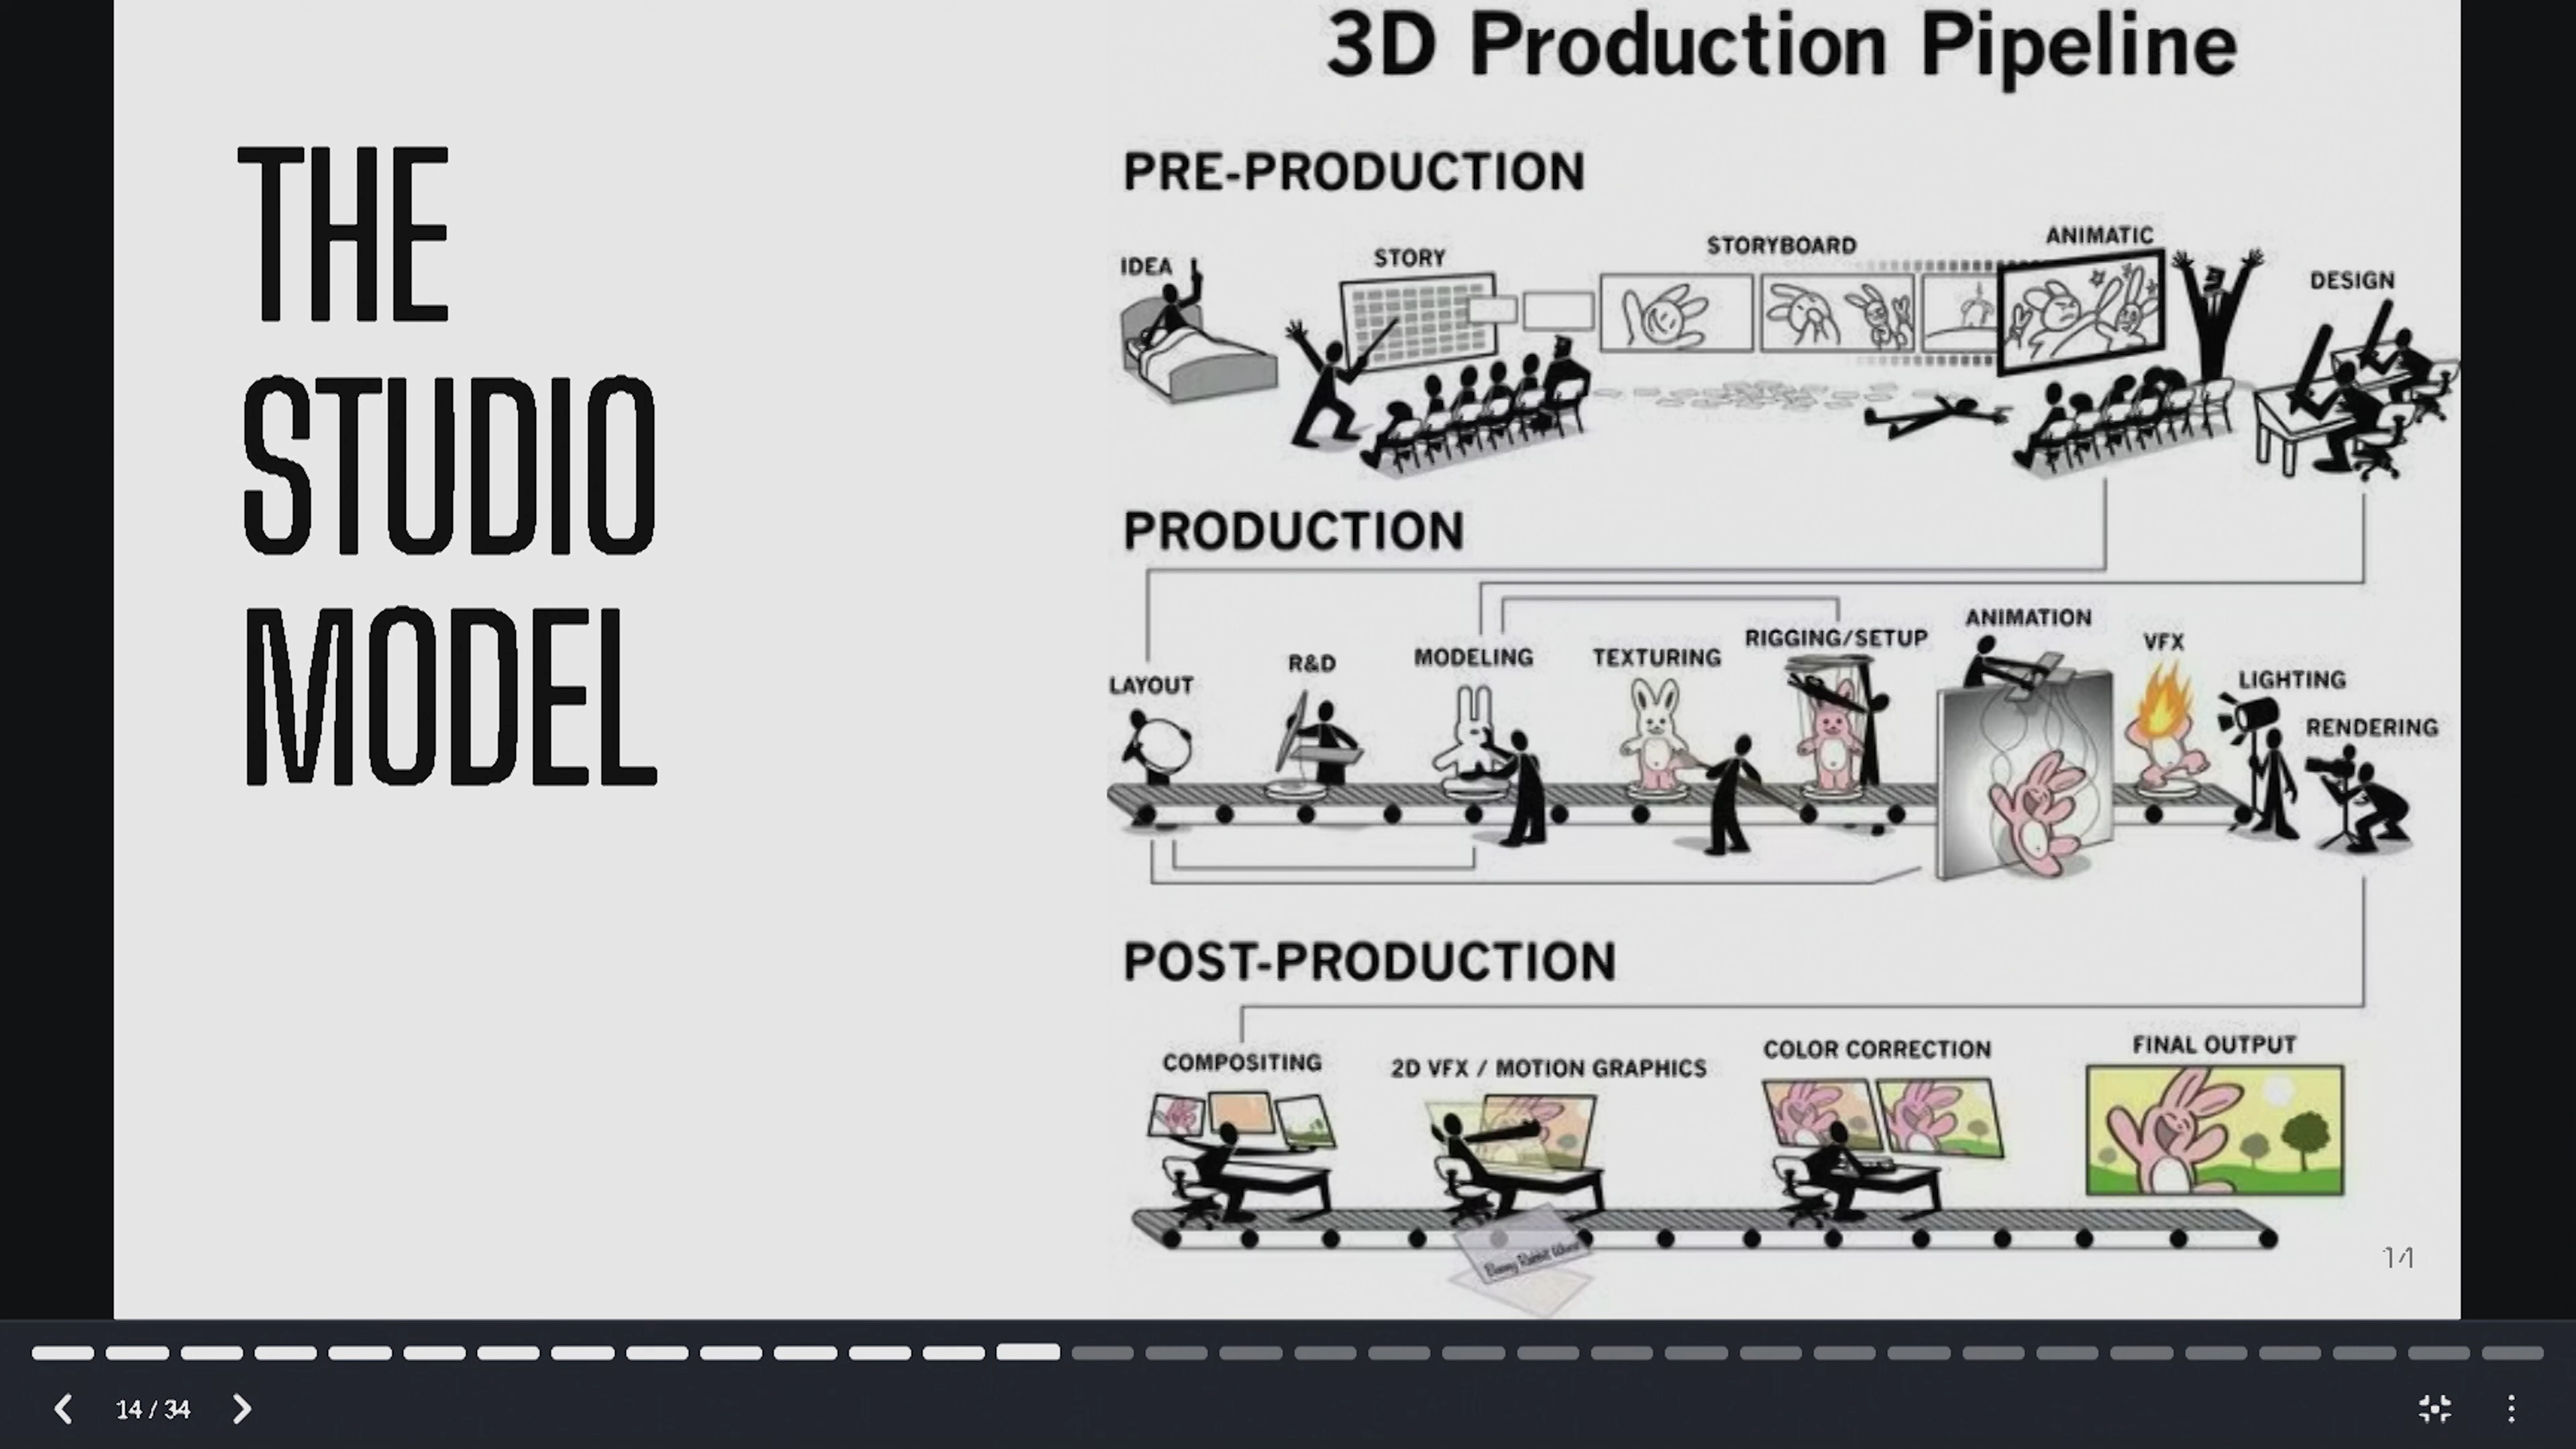 THE
STUDIO
MODEL
3D Production Pipeline
PRE-PRODUCTION
IDEA
STORY
STORYBOARD
ANIMATIC
DESIGN
PRODUCTION
LAYOUT
R&D
MODELING
TEXTURING
RIGGING/SETUP
ANIMATION
VFX
LIGHTING
RENDERING
POST-PRODUCTION
COMPOSITING
2D VFX / MOTION GRAPHICS
COLOR CORRECTION
FINAL OUTPUT
14
14 / 34